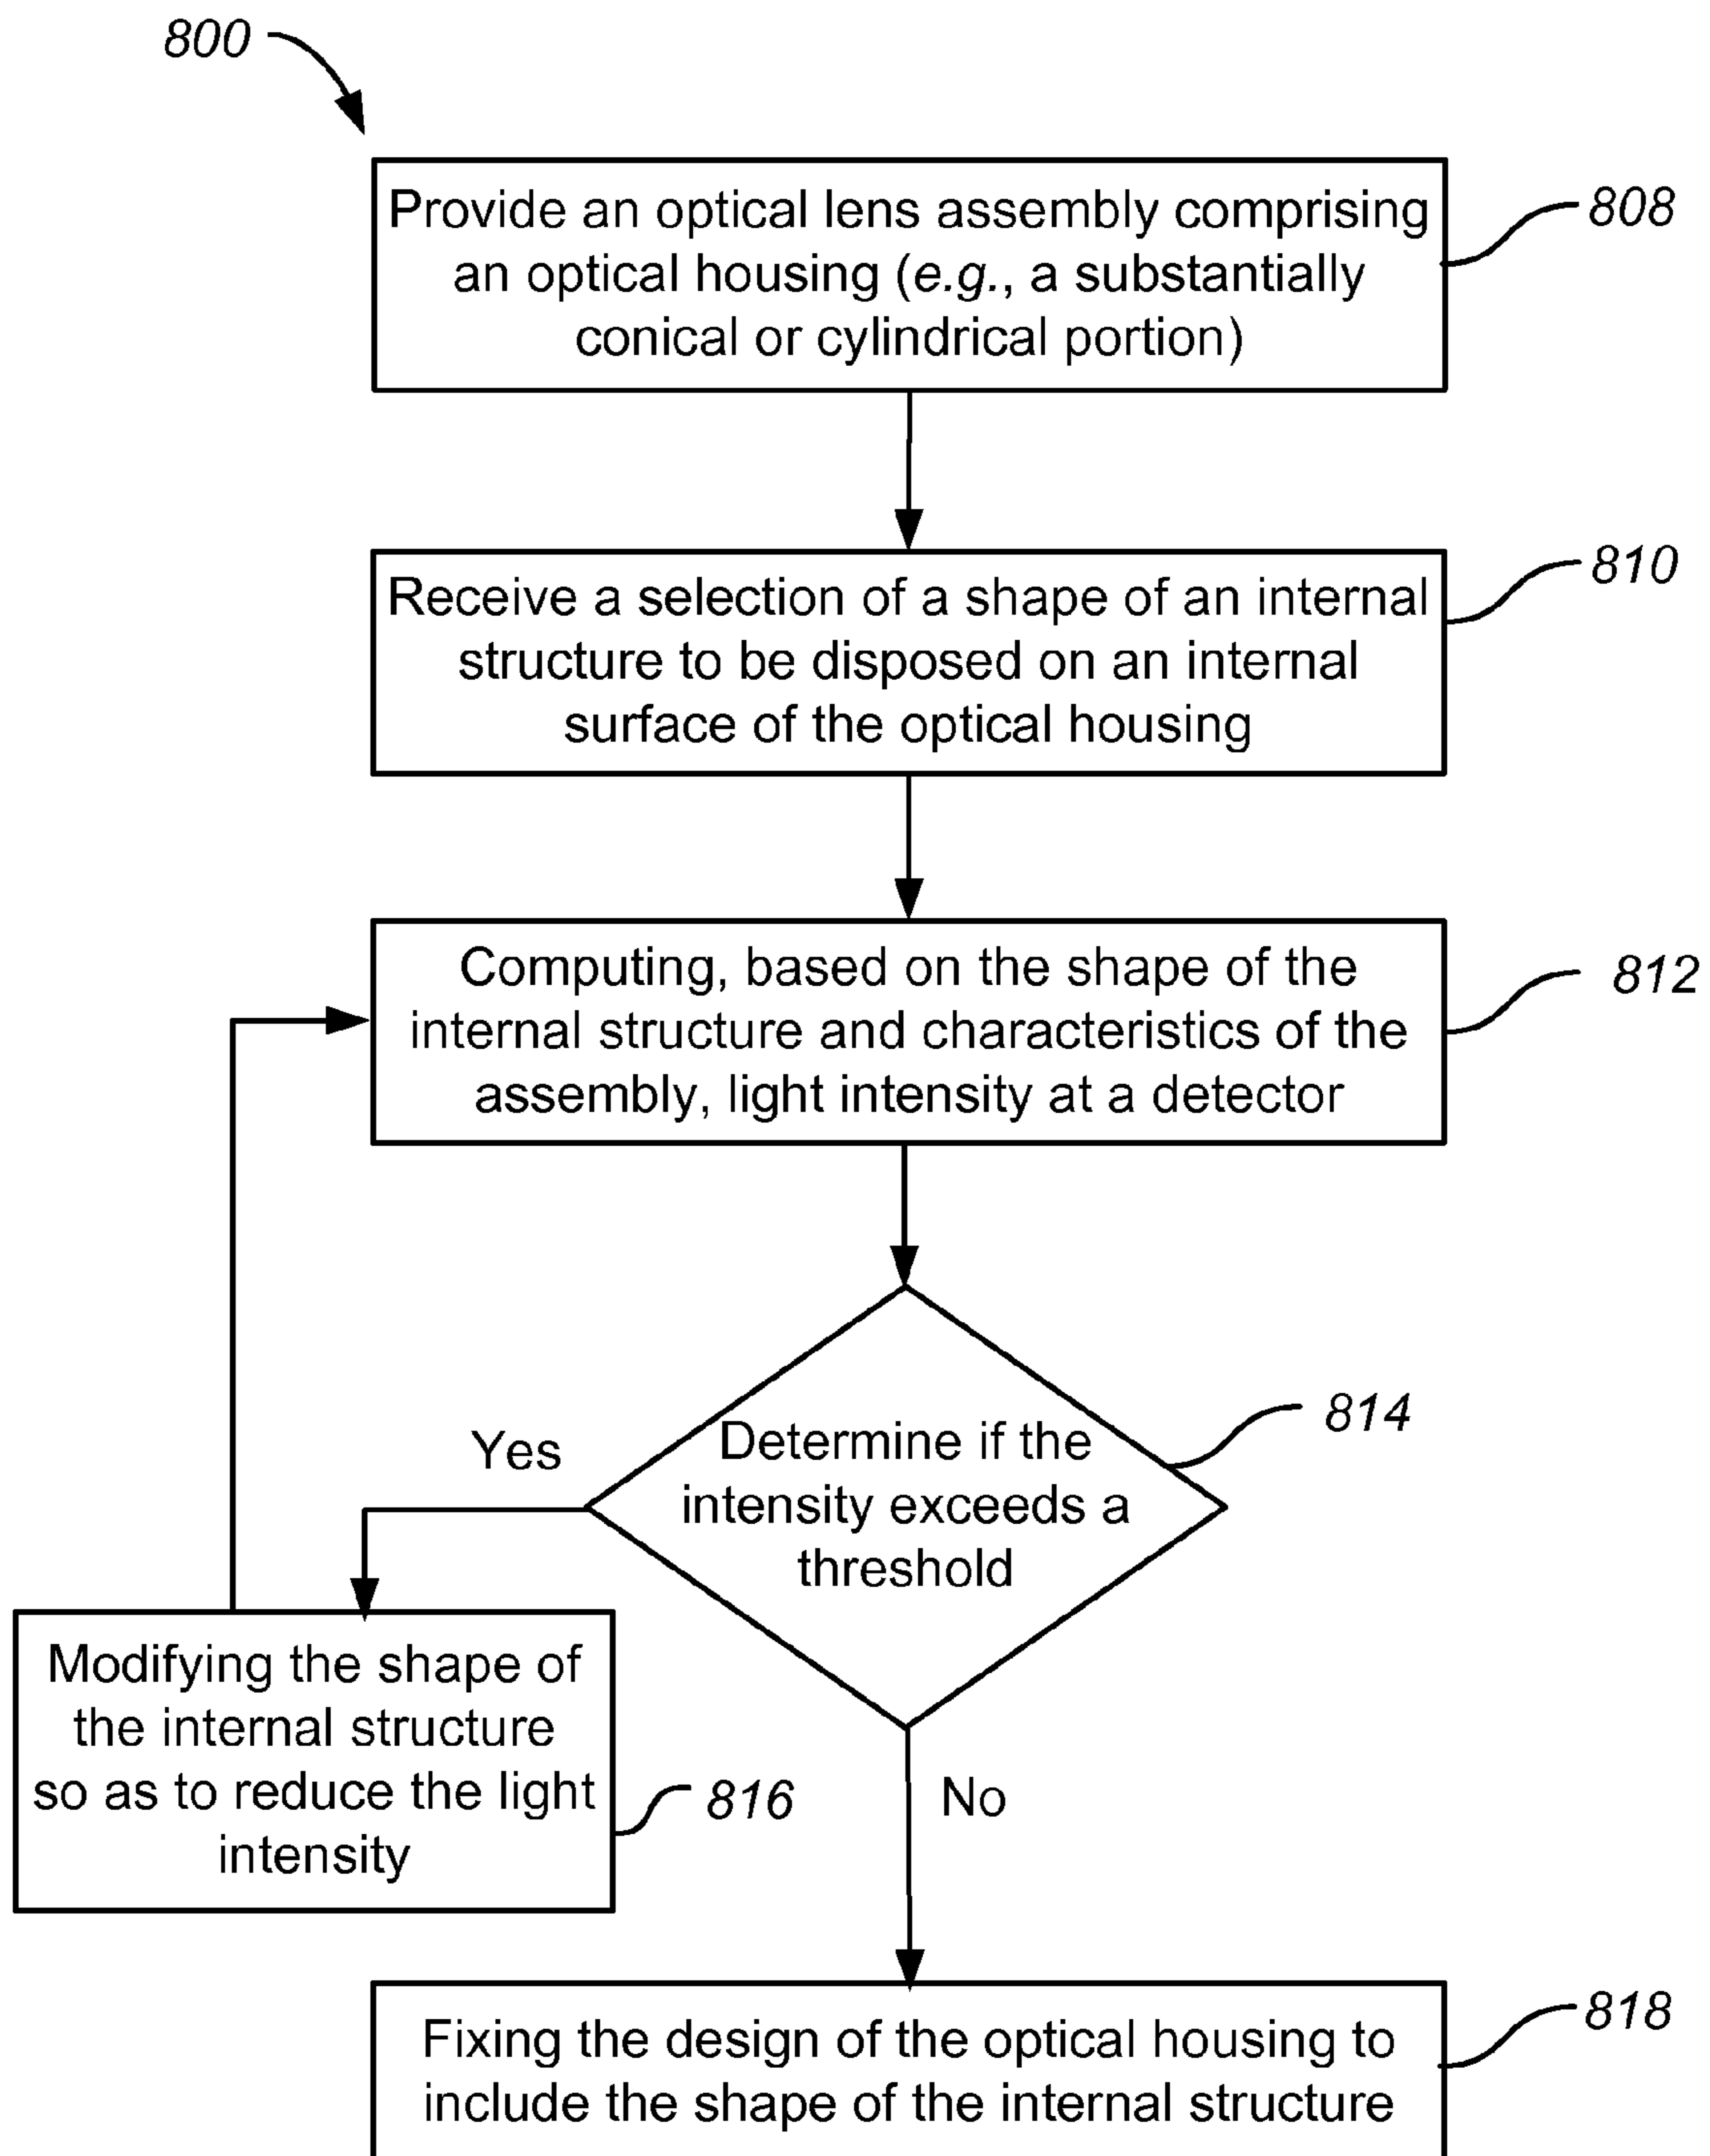 800
Provide an optical lens assembly comprising
an optical housing (e.g., a substantially
conical or cylindrical portion)
808
Receive a selection of a shape of an internal
structure to be disposed on an internal
surface of the optical housing
810
Computing, based on the shape of the
internal structure and characteristics of the
assembly, light intensity at a detector
812
Determine if the
intensity exceeds a
threshold
814
Yes
Modifying the shape of
the internal structure
so as to reduce the light
intensity
816
No
Fixing the design of the optical housing to
include the shape of the internal structure
818